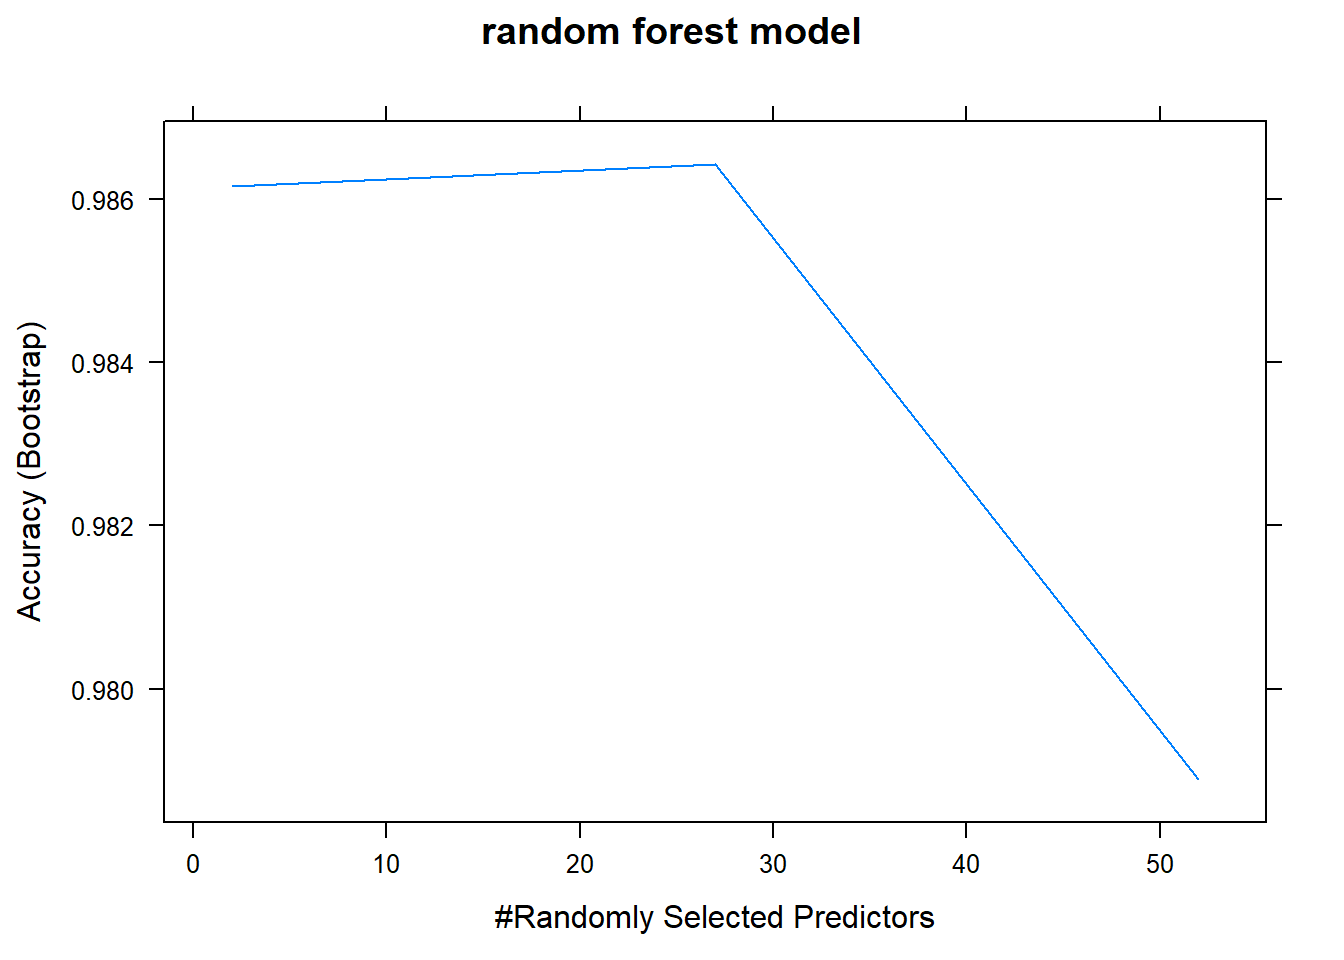 random forest model
0.986
0.984
0.982
0.980
Accuracy (Bootstrap)
0 10 20 30 40 50
#Randomly Selected Predictors